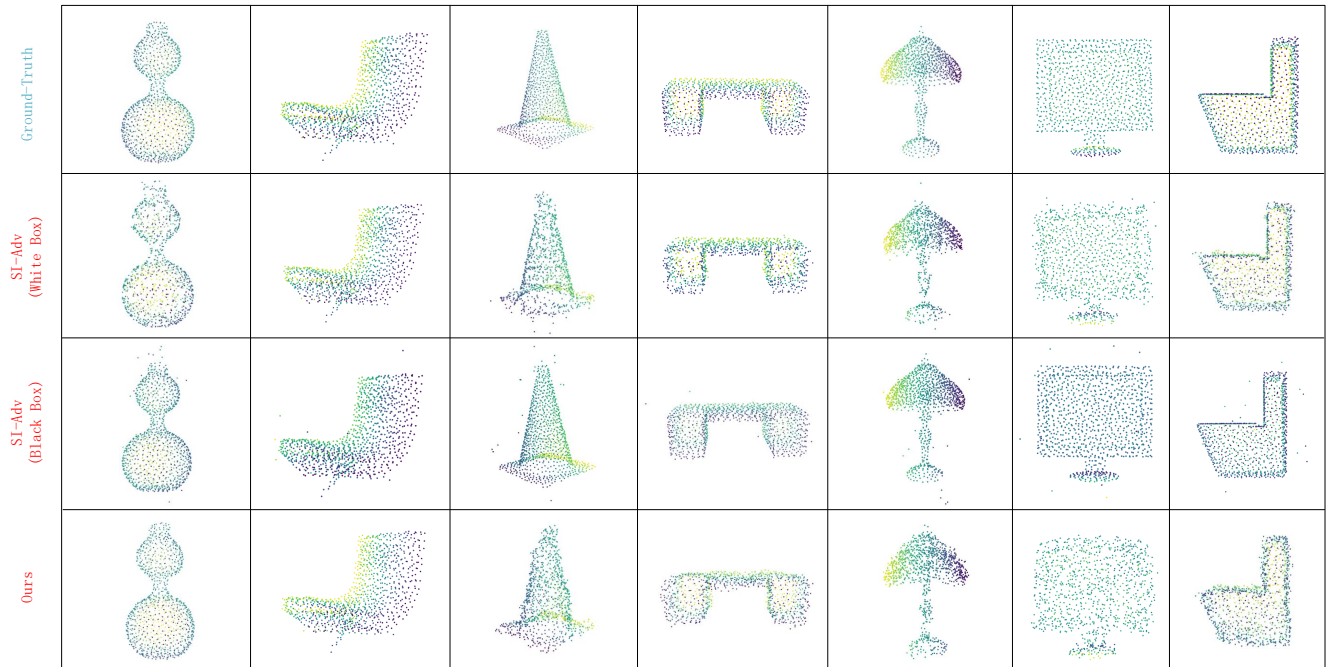 Ground-Truth
SI-Adv
(White Box)
SI-Adv
(Black Box)
Ours